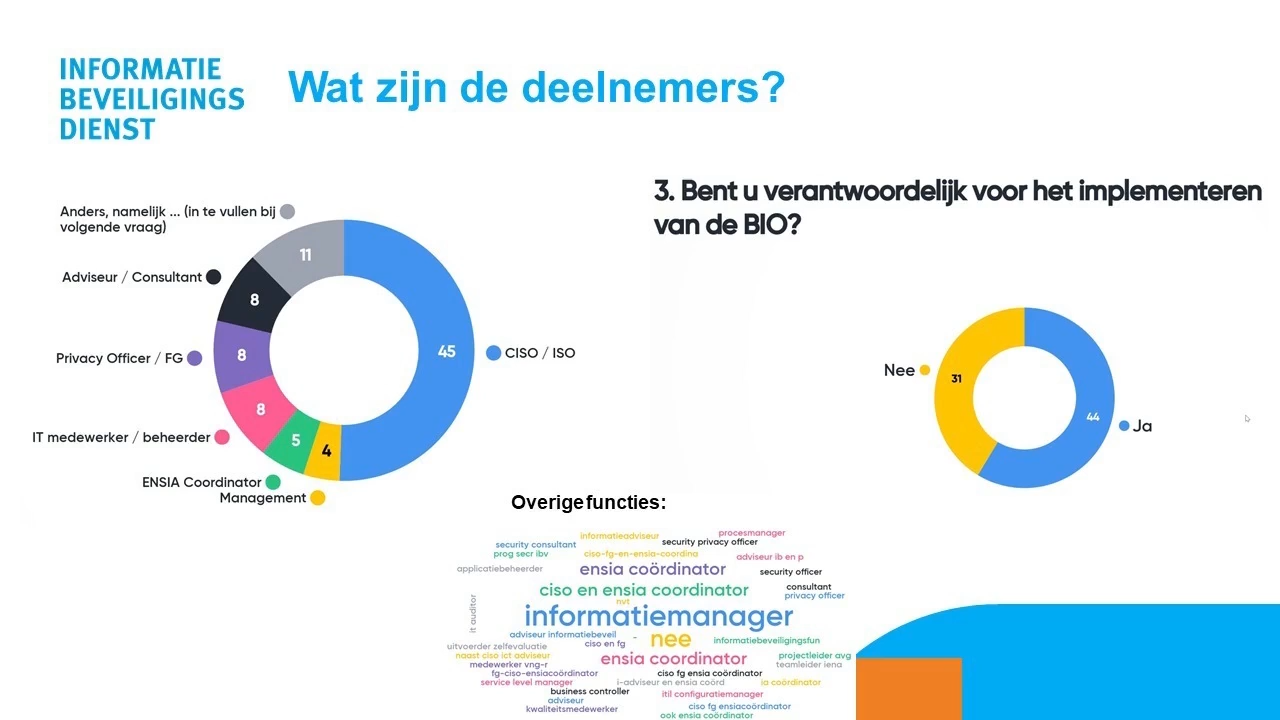 INFORMATIE
BEVEILIGINGS
DIENST
Wat zijn de deelnemers?
Anders, namelijk ... (in te vullen bij
volgende vraag)
11
Adviseur / Consultant
8
Privacy Officer / FG
8
45
CISO / ISO
IT medewerker / beheerder
8
5
4
ENSIA Coordinator
Management
3. Bent u verantwoordelijk voor het implementeren
van de BIO?
Nee
31
44
Ja
Overige functies:
informatieadviseur
procesmanager
security consultant
security privacy officer
prog secr ibv
ciso-fg-en-ensia-coordina
adviseur ib en p
applicatiebeheerder
ensia coördinator
security officer
ciso en ensia coordinator
consultant
privacy officer
nvt
it auditor
informatiemanager
adviseur informatiebeveil
-
nee
ciso en fg
informatiebeveiligingsfun
uitvoerder zelfevaluatie
naast ciso ict adviseur
ensia coordinator
projectleider avg
medewerker vng-r
teamleider iena
fg-ciso-ensiacoördinator
ciso fg ensia coördinator
service level manager
i-adviseur en ensia coörd
ia coördinator
business controller
itil configuratiemanager
adviseur
ciso fg ensiacoördinator
kwaliteitsmedewerker
ook ensia coördinator